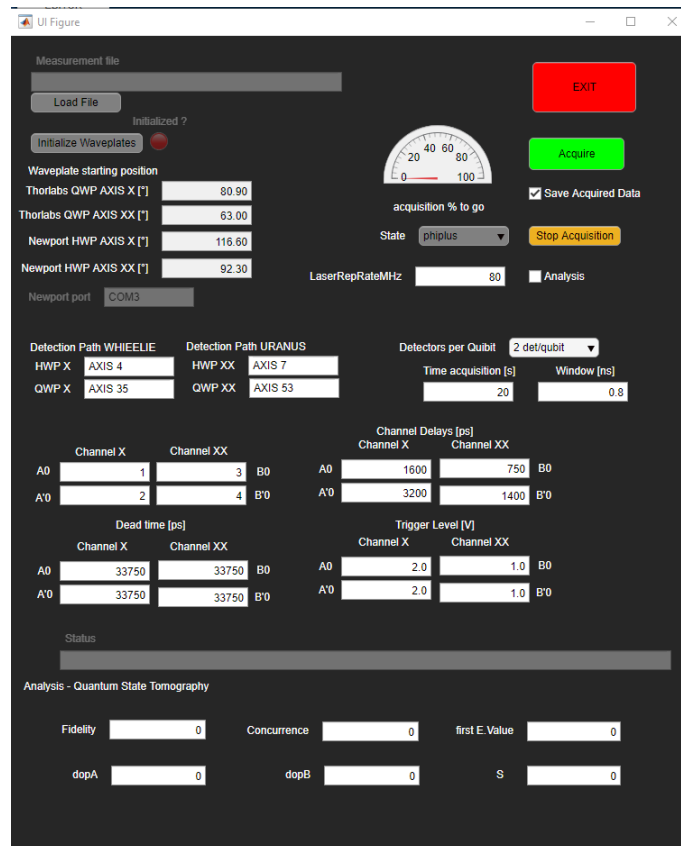 UI Figure
Measurement file
Load File
EXIT
Initialized ?
Initialize Waveplates
0 20 40 60 80 100
Acquire
Waveplate starting position
Thorlabs QWP AXIS X [°] 80.90
Save Acquired Data
acquisition % to go
Thorlabs QWP AXIS XX [°] 63.00
Newport HWP AXIS X [°] 116.60
State phiplus
Stop Acquisition
Newport HWP AXIS XX [°] 92.30
LaserRepRateMHz 80
Analysis
Newport port COM3
Detection Path WHIEELIE
Detection Path URANUS
Detectors per Quibit 2 det/qubit
HWP X AXIS 4
HWP XX AXIS 7
Time acquisition [s]
Window [ns]
QWP X AXIS 35
QWP XX AXIS 53
20
0.8
Channel Delays [ps]
Channel X Channel XX
Channel X Channel XX
A0 1 3 B0
A0 1600 750 B0
A'0 2 4 B'0
A'0 3200 1400 B'0
Dead time [ps]
Trigger Level [V]
Channel X Channel XX
Channel X Channel XX
A0 33750 33750 B0
A0 2.0 1.0 B0
A'0 33750 33750 B'0
A'0 2.0 1.0 B'0
Status
Analysis - Quantum State Tomography
Fidelity 0
Concurrence 0
first E.Value 0
dopA 0
dopB 0
S 0